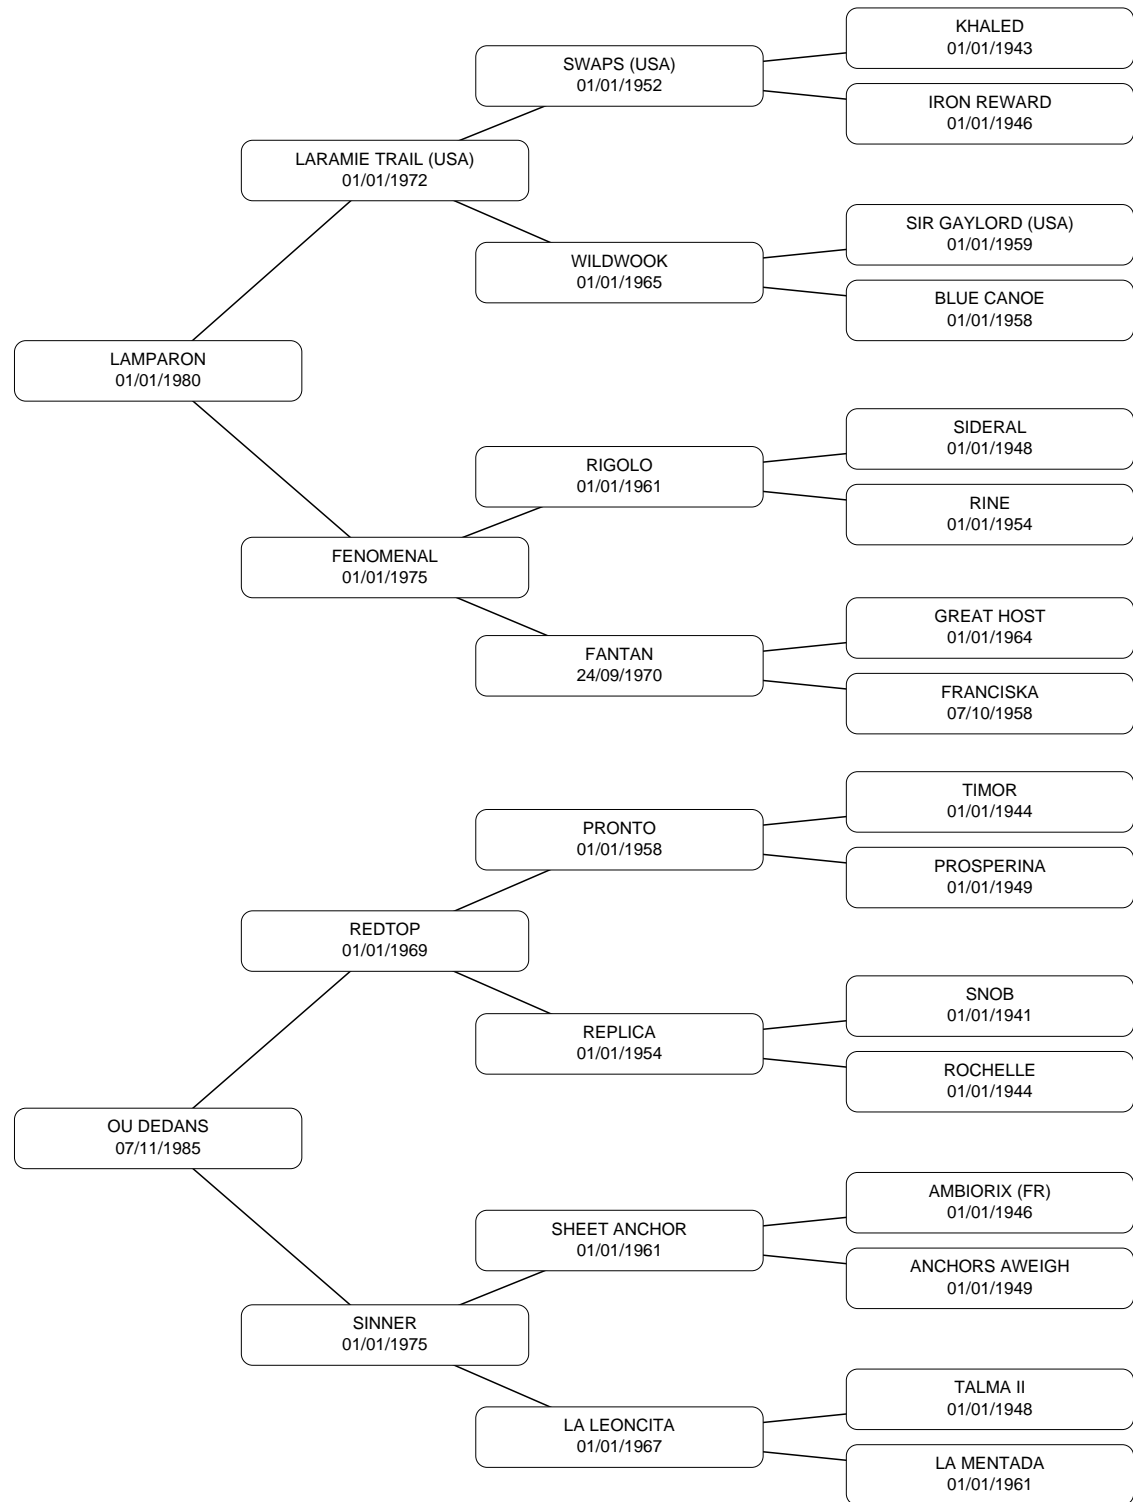 KHALED
01/01/1943
SWAPS (USA)
01/01/1952
IRON REWARD
01/01/1946
LARAMIE TRAIL (USA)
01/01/1972
SIR GAYLORD (USA)
01/01/1959
WILDWOOK
01/01/1965
BLUE CANOE
01/01/1958
LAMPARON
01/01/1980
SIDERAL
01/01/1948
RIGOLO
01/01/1961
RINE
01/01/1954
FENOMENAL
01/01/1975
GREAT HOST
01/01/1964
FANTAN
24/09/1970
FRANCISKA
07/10/1958
TIMOR
01/01/1944
PRONTO
01/01/1958
PROSPERINA
01/01/1949
REDTOP
01/01/1969
SNOB
01/01/1941
REPLICA
01/01/1954
ROCHELLE
01/01/1944
OU DEDANS
07/11/1985
AMBIORIX (FR)
01/01/1946
SHEET ANCHOR
01/01/1961
ANCHORS AWEIGH
01/01/1949
SINNER
01/01/1975
TALMA II
01/01/1948
LA LEONCITA
01/01/1967
LA MENTADA
01/01/1961